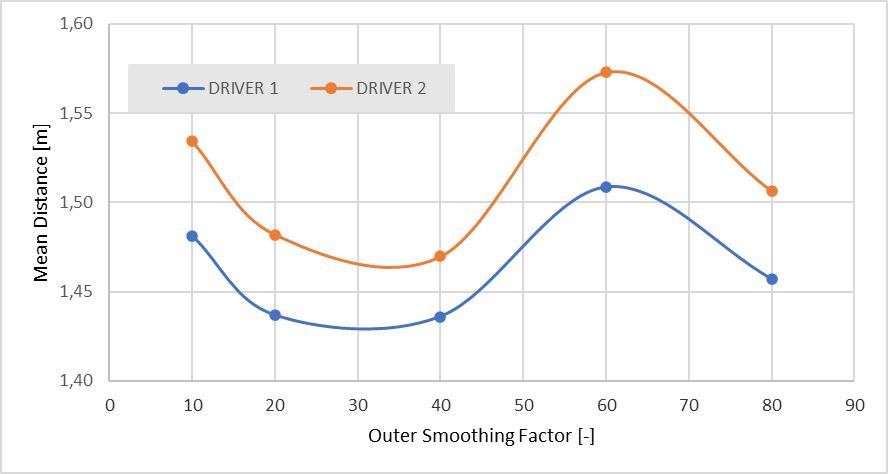 1,60
1,55
1,50
1,45
1,40
Mean Distance [m]
DRIVER 1 DRIVER 2
0 10 20 30 40 50 60 70 80 90
Outer Smoothing Factor [-]